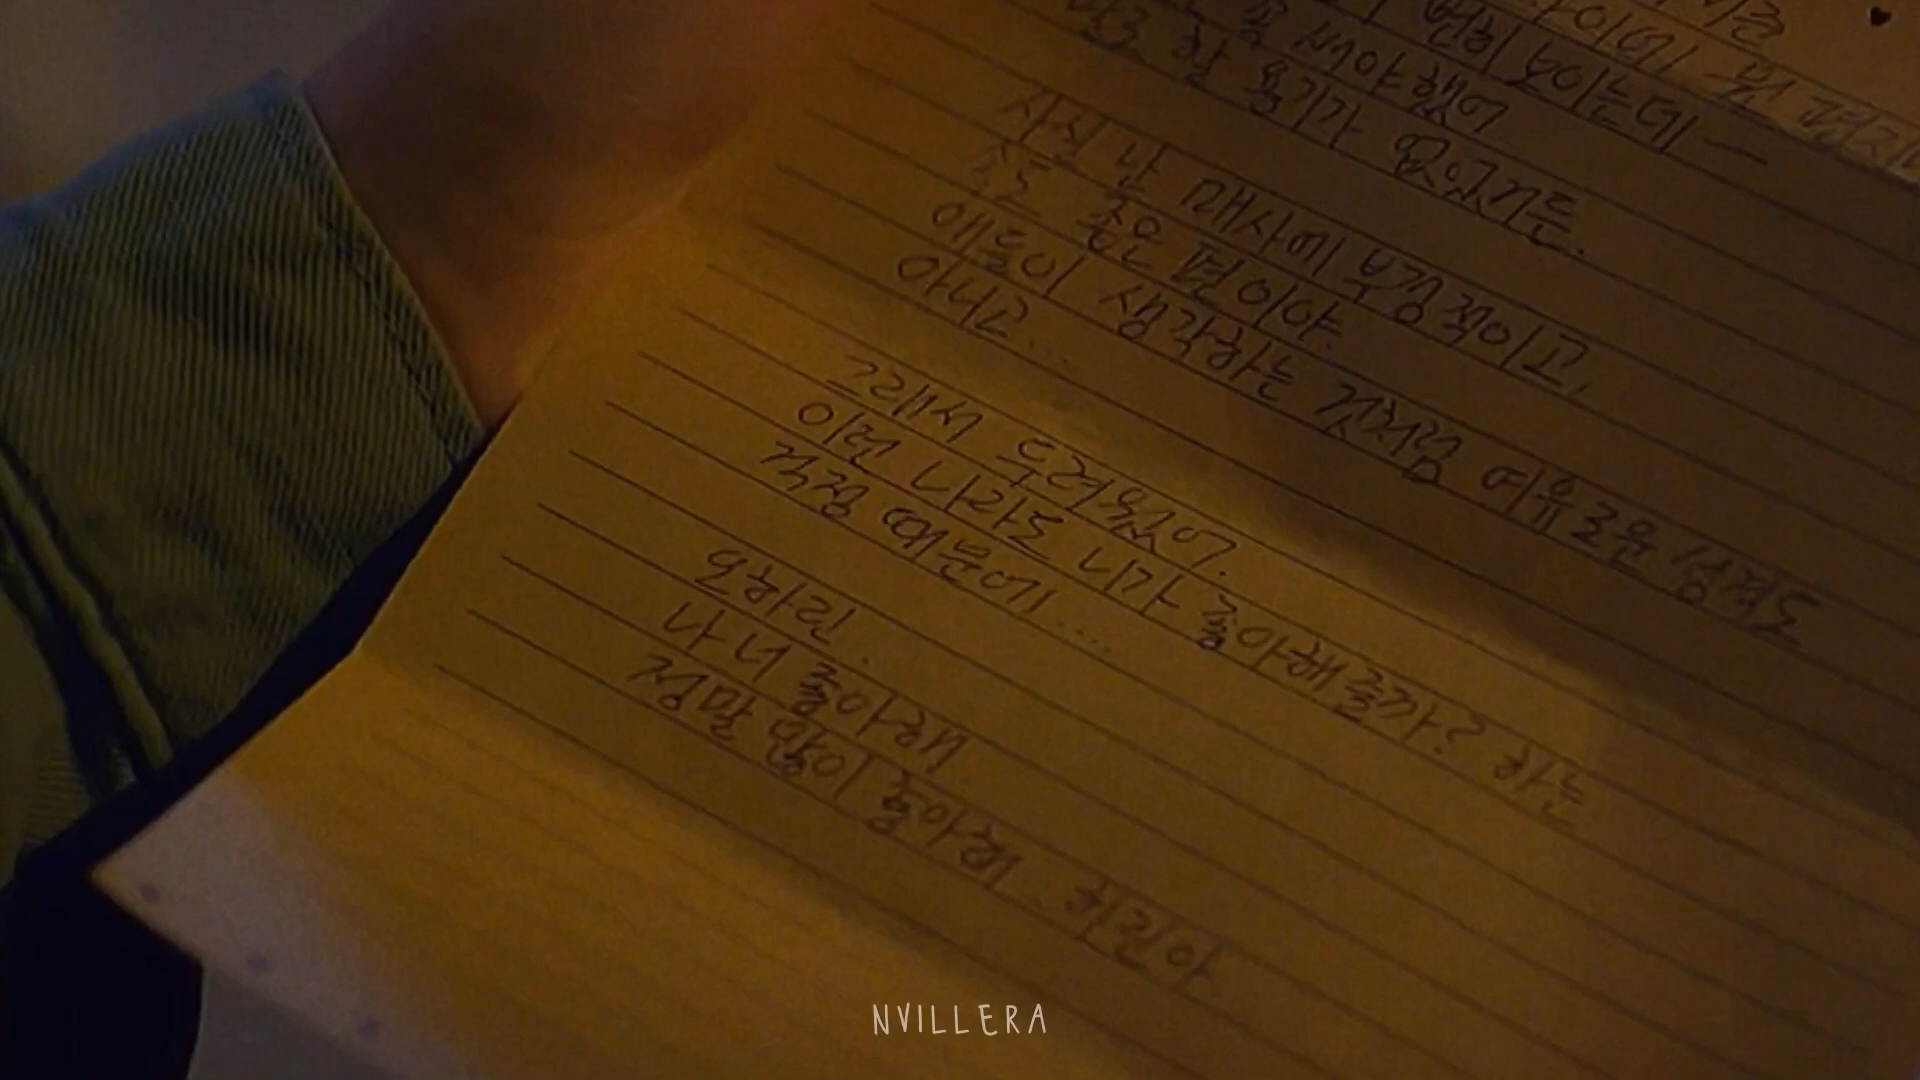 뻔히 보이는데 ㅡ
써야했어
할 용기가 없었거든.
사실 난 매사에 부정적이고,
좁은 편이야.
애들이 생각하는 것처럼 여유로운 성격도
아니고...
그래서 두려웠어.
이런 나라도 니가 좋아해줄까? 하는
걱정 때문에....
오하린.
나 너 좋아해
정말 많이 좋아해 하린아
NVILLERA